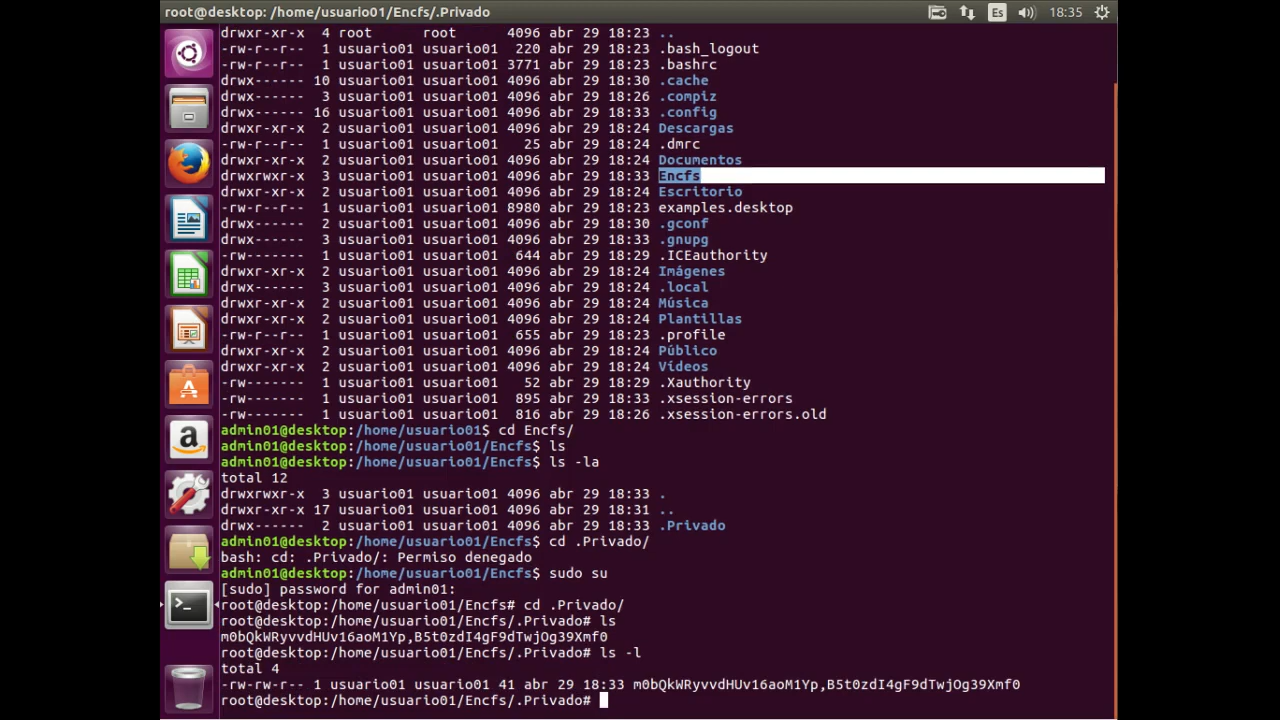 root@desktop: /home/usuario01/Encfs/.Privado
Es
18:35
drwxr-xr-x  4 root      root      4096 abr 29 18:23 ..
-rw-r--r--  1 usuario01 usuario01  220 abr 29 18:23 .bash_logout
-rw-r--r--  1 usuario01 usuario01 3771 abr 29 18:23 .bashrc
drwx------ 10 usuario01 usuario01 4096 abr 29 18:30 .cache
drwx------  3 usuario01 usuario01 4096 abr 29 18:26 .compiz
drwx------ 16 usuario01 usuario01 4096 abr 29 18:33 .config
drwxr-xr-x  2 usuario01 usuario01 4096 abr 29 18:24 Descargas
-rw-r--r--  1 usuario01 usuario01   25 abr 29 18:24 .dmrc
drwxr-xr-x  2 usuario01 usuario01 4096 abr 29 18:24 Documentos
drwxrwxr-x  3 usuario01 usuario01 4096 abr 29 18:33 Encfs
drwxr-xr-x  2 usuario01 usuario01 4096 abr 29 18:24 Escritorio
-rw-r--r--  1 usuario01 usuario01 8980 abr 29 18:23 examples.desktop
drwx------  2 usuario01 usuario01 4096 abr 29 18:30 .gconf
drwx------  3 usuario01 usuario01 4096 abr 29 18:30 .gnupg
-rw-------  1 usuario01 usuario01  644 abr 29 18:29 .ICEauthority
drwxr-xr-x  2 usuario01 usuario01 4096 abr 29 18:24 Imágenes
drwx------  3 usuario01 usuario01 4096 abr 29 18:24 .local
drwxr-xr-x  2 usuario01 usuario01 4096 abr 29 18:24 Música
drwxr-xr-x  2 usuario01 usuario01 4096 abr 29 18:24 Plantillas
-rw-r--r--  1 usuario01 usuario01  655 abr 29 18:23 .profile
drwxr-xr-x  2 usuario01 usuario01 4096 abr 29 18:24 Público
drwxr-xr-x  2 usuario01 usuario01 4096 abr 29 18:24 Vídeos
-rw-------  1 usuario01 usuario01   52 abr 29 18:29 .Xauthority
-rw-------  1 usuario01 usuario01  895 abr 29 18:33 .xsession-errors
-rw-------  1 usuario01 usuario01  816 abr 29 18:26 .xsession-errors.old
admin01@desktop:/home/usuario01$ cd Encfs/
admin01@desktop:/home/usuario01/Encfs$ ls
admin01@desktop:/home/usuario01/Encfs$ ls -la
total 12
drwxrwxr-x  3 usuario01 usuario01 4096 abr 29 18:33 .
drwxr-xr-x 17 usuario01 usuario01 4096 abr 29 18:31 ..
drwx------  2 usuario01 usuario01 4096 abr 29 18:33 .Privado
admin01@desktop:/home/usuario01/Encfs$ cd .Privado/
bash: cd: .Privado/: Permiso denegado
admin01@desktop:/home/usuario01/Encfs$ sudo su
[sudo] password for admin01:
root@desktop:/home/usuario01/Encfs# cd .Privado/
root@desktop:/home/usuario01/Encfs/.Privado# ls
m0bQkWRyvvdHUv16aoM1Yp,B5t0zdI4gF9dTwjOg39Xmf0
root@desktop:/home/usuario01/Encfs/.Privado# ls -l
total 4
-rw-rw-r-- 1 usuario01 usuario01 41 abr 29 18:33 m0bQkWRyvvdHUv16aoM1Yp,B5t0zdI4gF9dTwjOg39Xmf0
root@desktop:/home/usuario01/Encfs/.Privado#